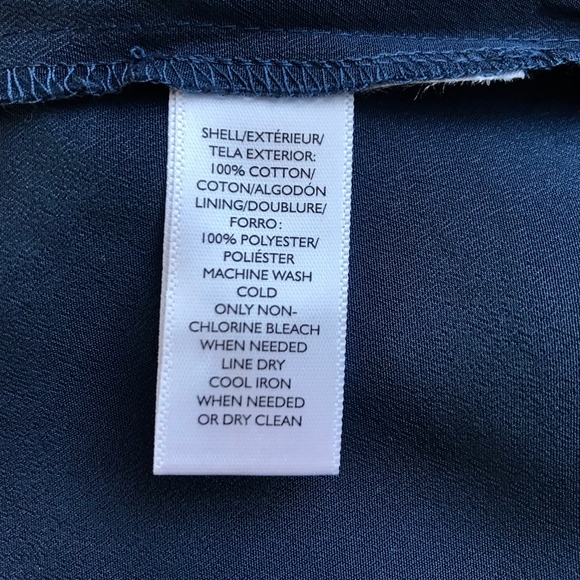 SHELL/EXTÉRIEUR/
TELA EXTERIOR:
100% COTTON/
COTON/ALGODÓN
LINING/DOUBLURE/
FORRO:
100% POLYESTER/
POLIÉSTER
MACHINE WASH
COLD
ONLY NON-
CHLORINE BLEACH
WHEN NEEDED
LINE DRY
COOL IRON
WHEN NEEDED
OR DRY CLEAN